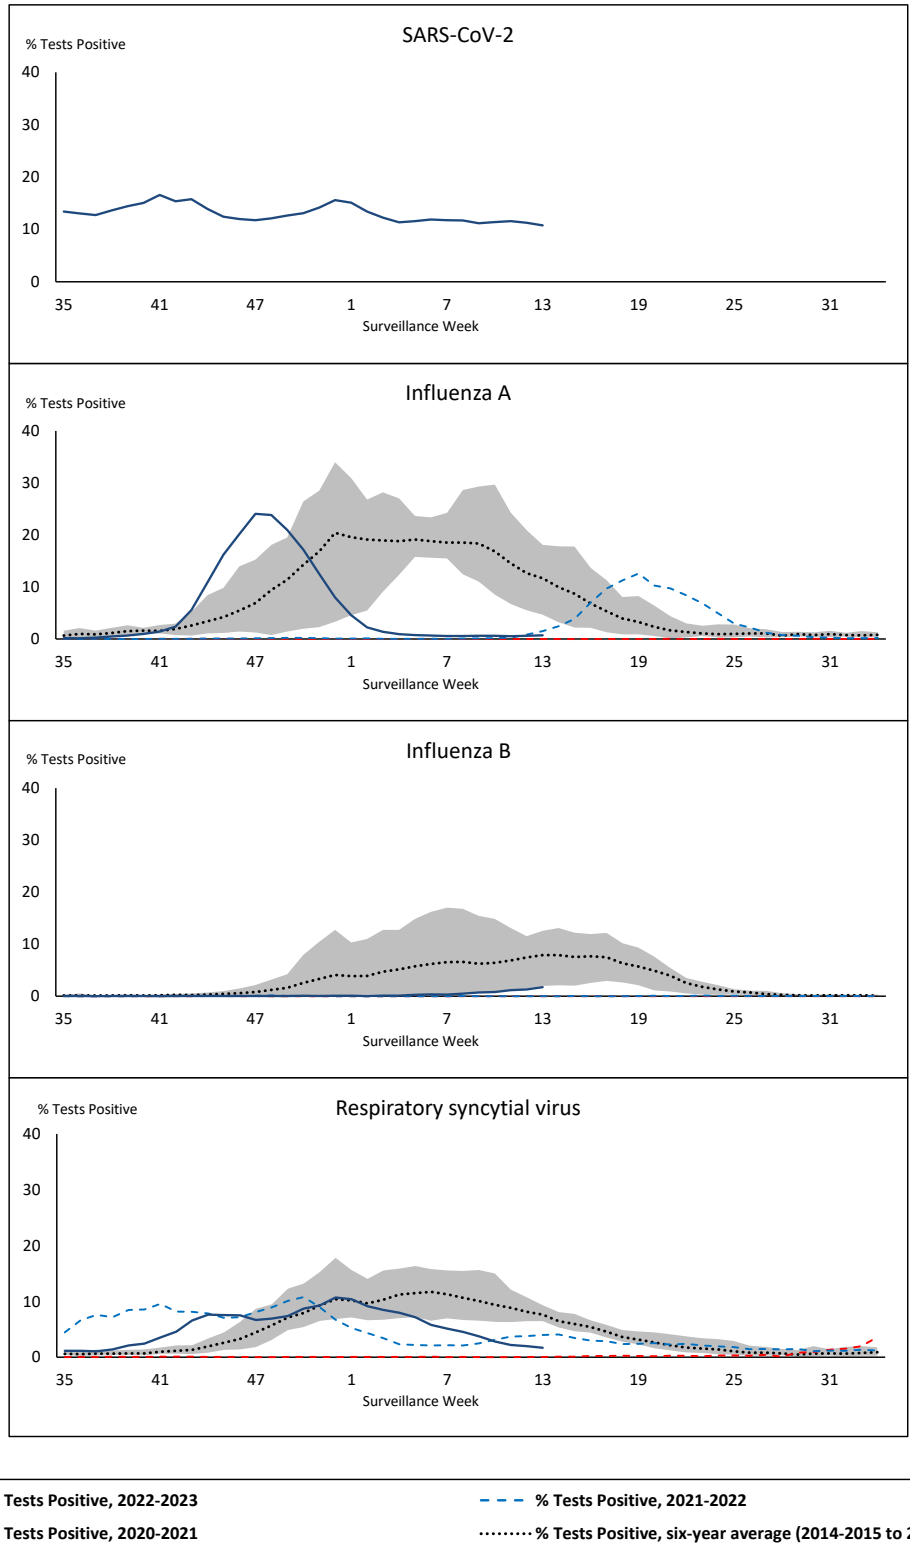 SARS-CoV-2
% Tests Positive
40
30
20
10
0
35 41 47 1 7 13 19 25 31
Surveillance Week
Influenza A
% Tests Positive
40
30
20
10
0
35 41 47 1 7 13 19 25 31
Surveillance Week
Influenza B
% Tests Positive
40
30
20
10
0
35 41 47 1 7 13 19 25 31
Surveillance Week
Respiratory syncytial virus
% Tests Positive
40
30
20
10
0
35 41 47 1 7 13 19 25 31
Surveillance Week
Tests Positive, 2022-2023 % Tests Positive, 2021-2022
Tests Positive, 2020-2021 % Tests Positive, six-year average (2014-2015 to 2